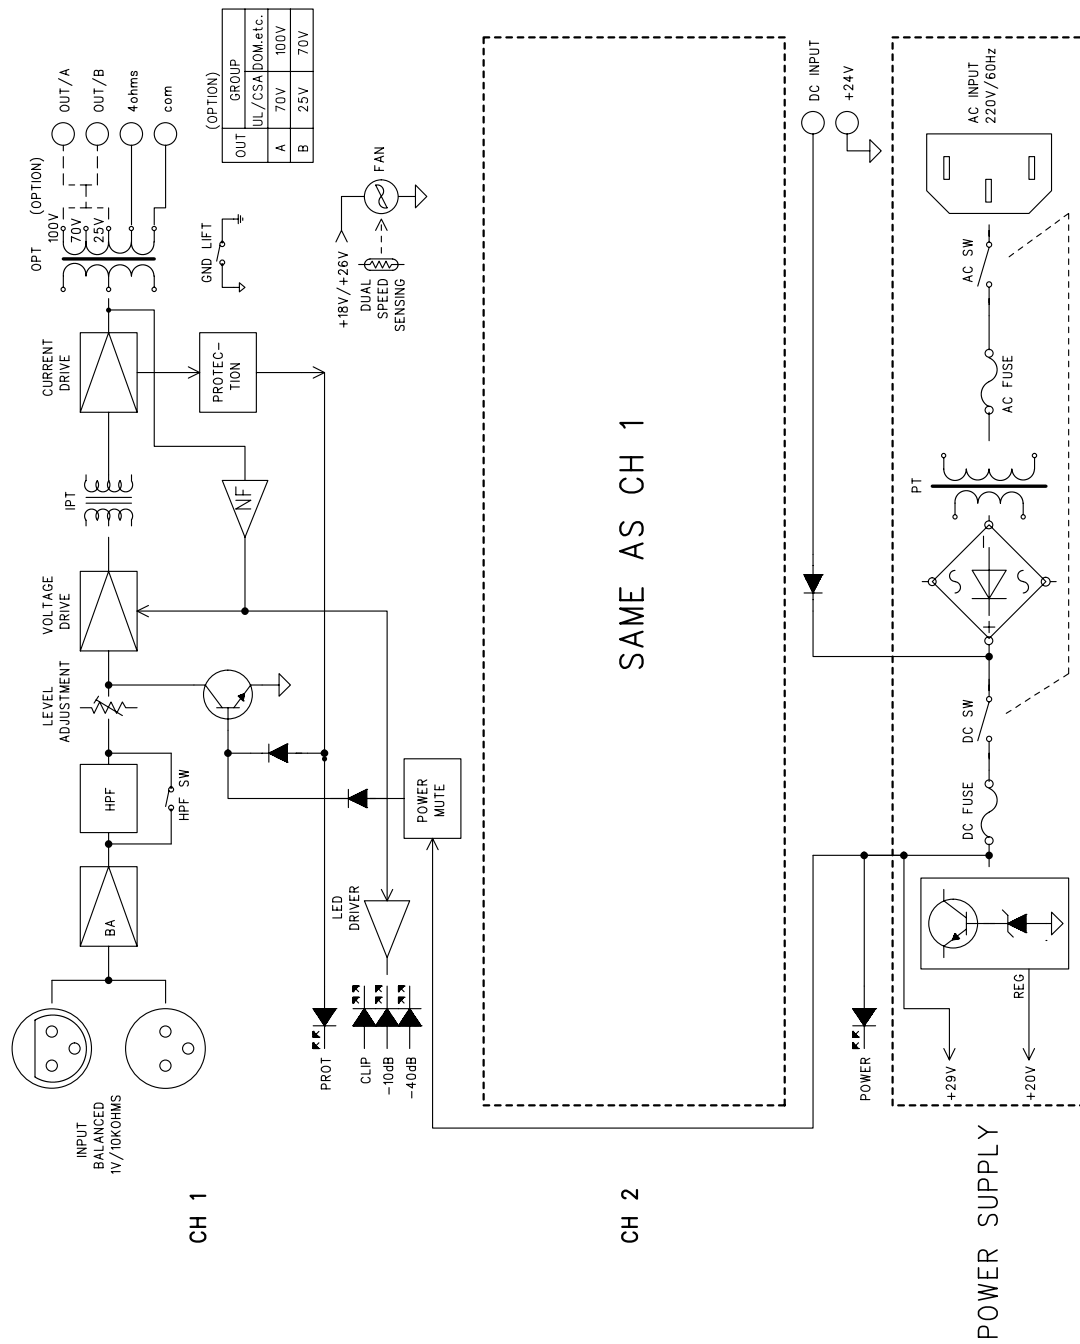 INPUT
BALANCED
1V/10KOHMS
BA
HPF
HPF SW
LEVEL
ADJUSTMENT
VOLTAGE
DRIVE
IPT
CURRENT
DRIVE
OPT
(OPTION)
100V
70V
25V
OUT/A
OUT/B
4ohms
com
(OPTION)
OUT
GROUP
UL/CSA
DOM.etc.
A
70V
100V
B
25V
70V
GND LIFT
PROTEC-
TION
NF
+18V/+26V
FAN
DUAL
SPEED
SENSING
POWER
MUTE
LED
DRIVER
PROT
CLIP
-10dB
-40dB
CH 1
SAME AS CH 1
CH 2
DC INPUT
+24V
AC INPUT
220V/60Hz
AC SW
AC FUSE
PT
DC SW
DC FUSE
REG
POWER
+29V
+20V
POWER SUPPLY